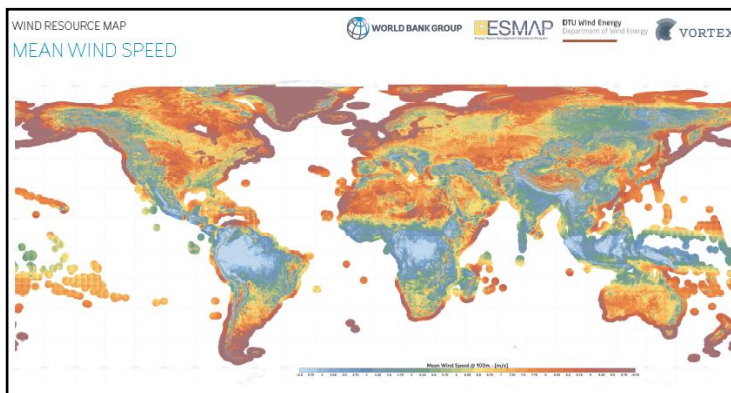 WIND RESOURCE MAP
MEAN WIND SPEED
WORLD BANK GROUP
ESMAP
DTU Wind Energy
Department of Wind Energy
VORTEX
Mean Wind Speed @ 100m - [m/s]